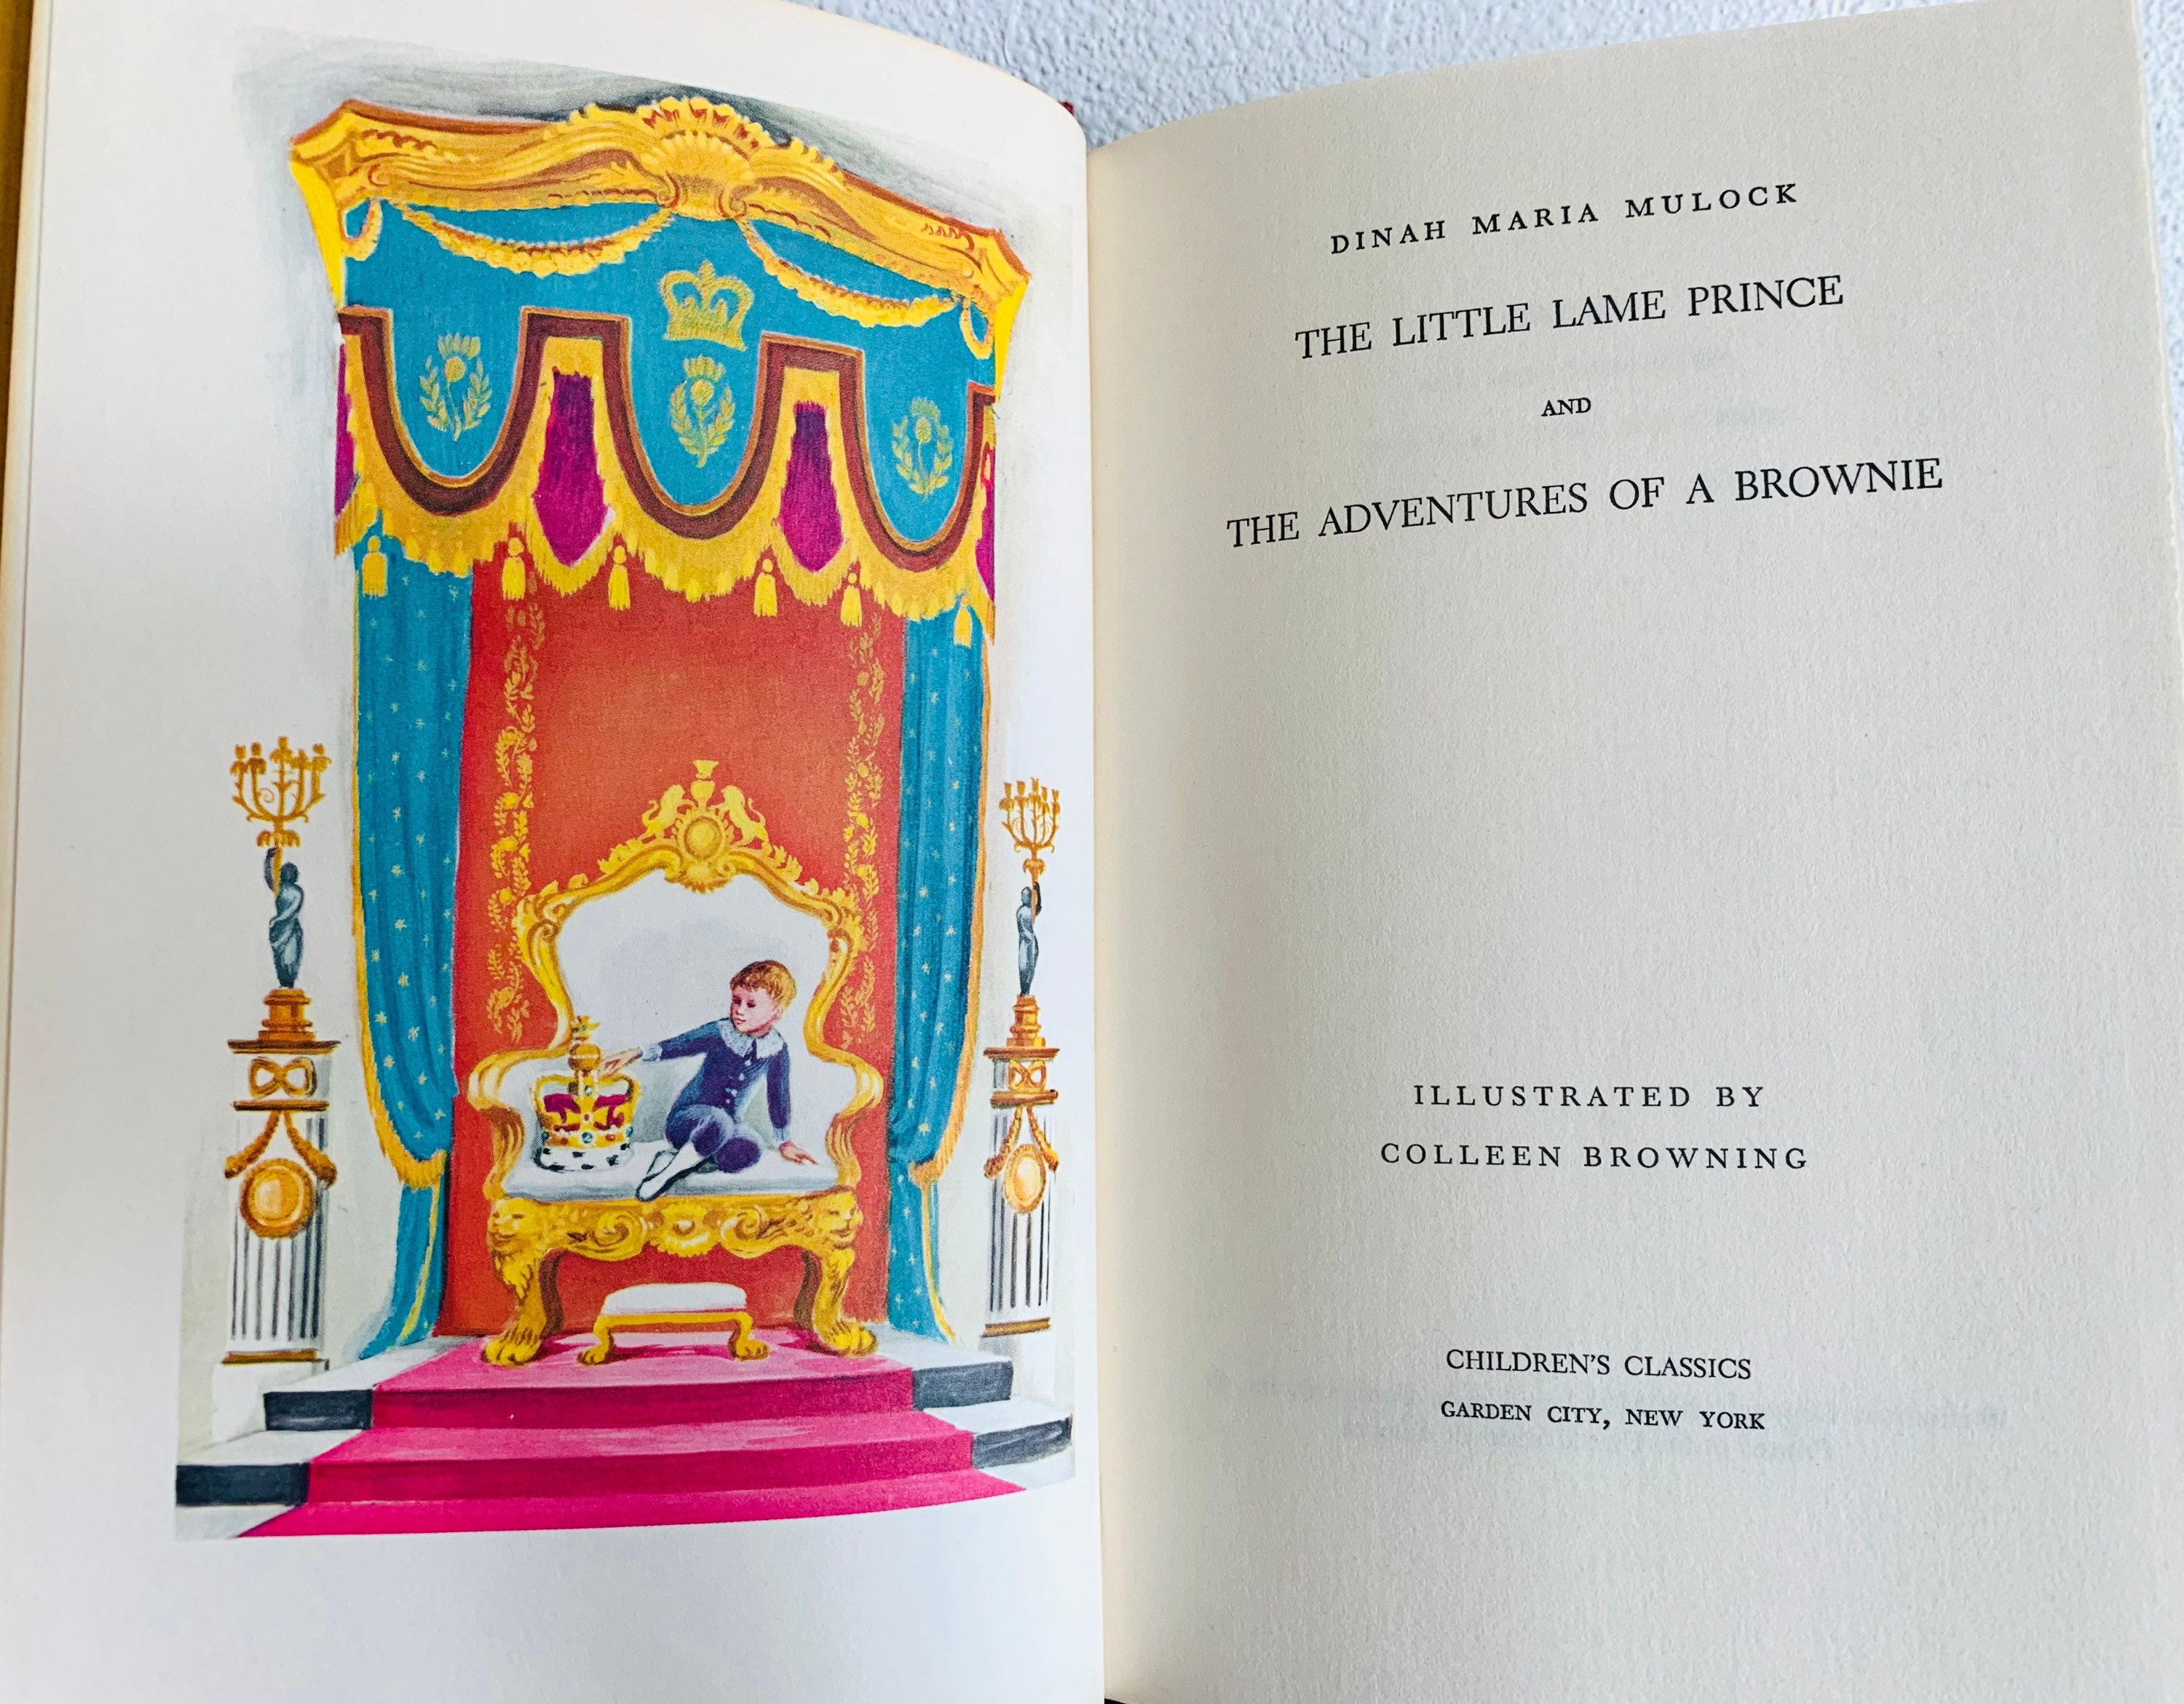 DINAH MARIA MULOCK
THE LITTLE LAME PRINCE
AND
THE ADVENTURES OF A BROWNIE
ILLUSTRATED BY
COLLEEN BROWNING
CHILDREN'S CLASSICS
GARDEN CITY, NEW YORK